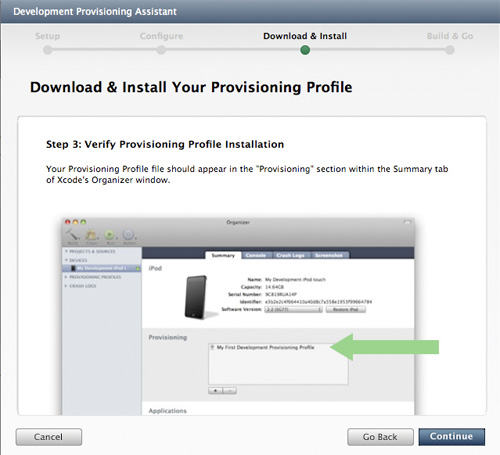 Development Provisioning Assistant
Setup
Configure
Download & Install
Build & Go
Download & Install Your Provisioning Profile
Step 3: Verify Provisioning Profile Installation
Your Provisioning Profile file should appear in the "Provisioning" section within the Summary tab
of Xcode's Organizer window.
Organizer
Summary
Console
Crash Logs
Screenshot
PROJECTS & SOURCES
DEVICES
My Development iPod t
PROVISIONING PROFILES
CRASH LOGS
iPod
Name: My Development iPod touch
Capacity: 14.64GB
Serial Number: 9C8198UA14P
Identifier:
Software Version: 2.2 (5G77)
Restore iPod
Provisioning
My First Development Provisioning Profile
Applications
Cancel
Go Back
Continue